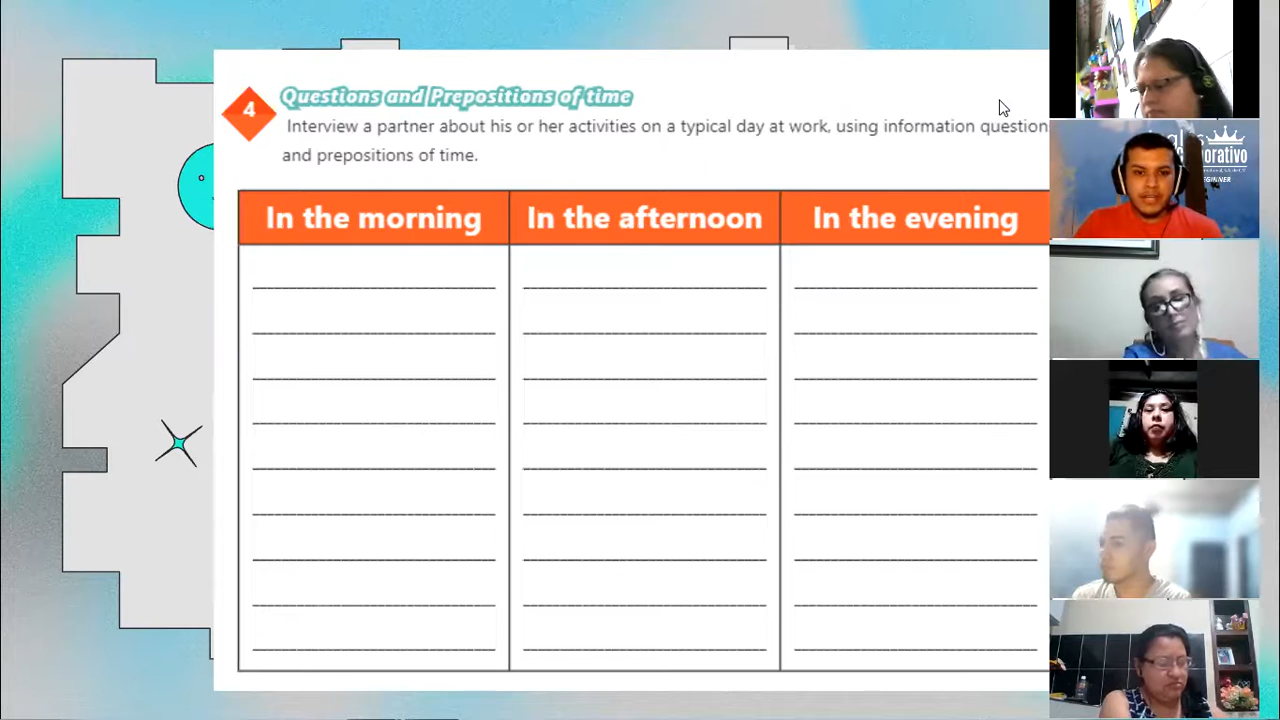 4
Questions and Prepositions of time
Interview a partner about his or her activities on a typical day at work, using information question
and prepositions of time.
In the morning
In the afternoon
In the evening